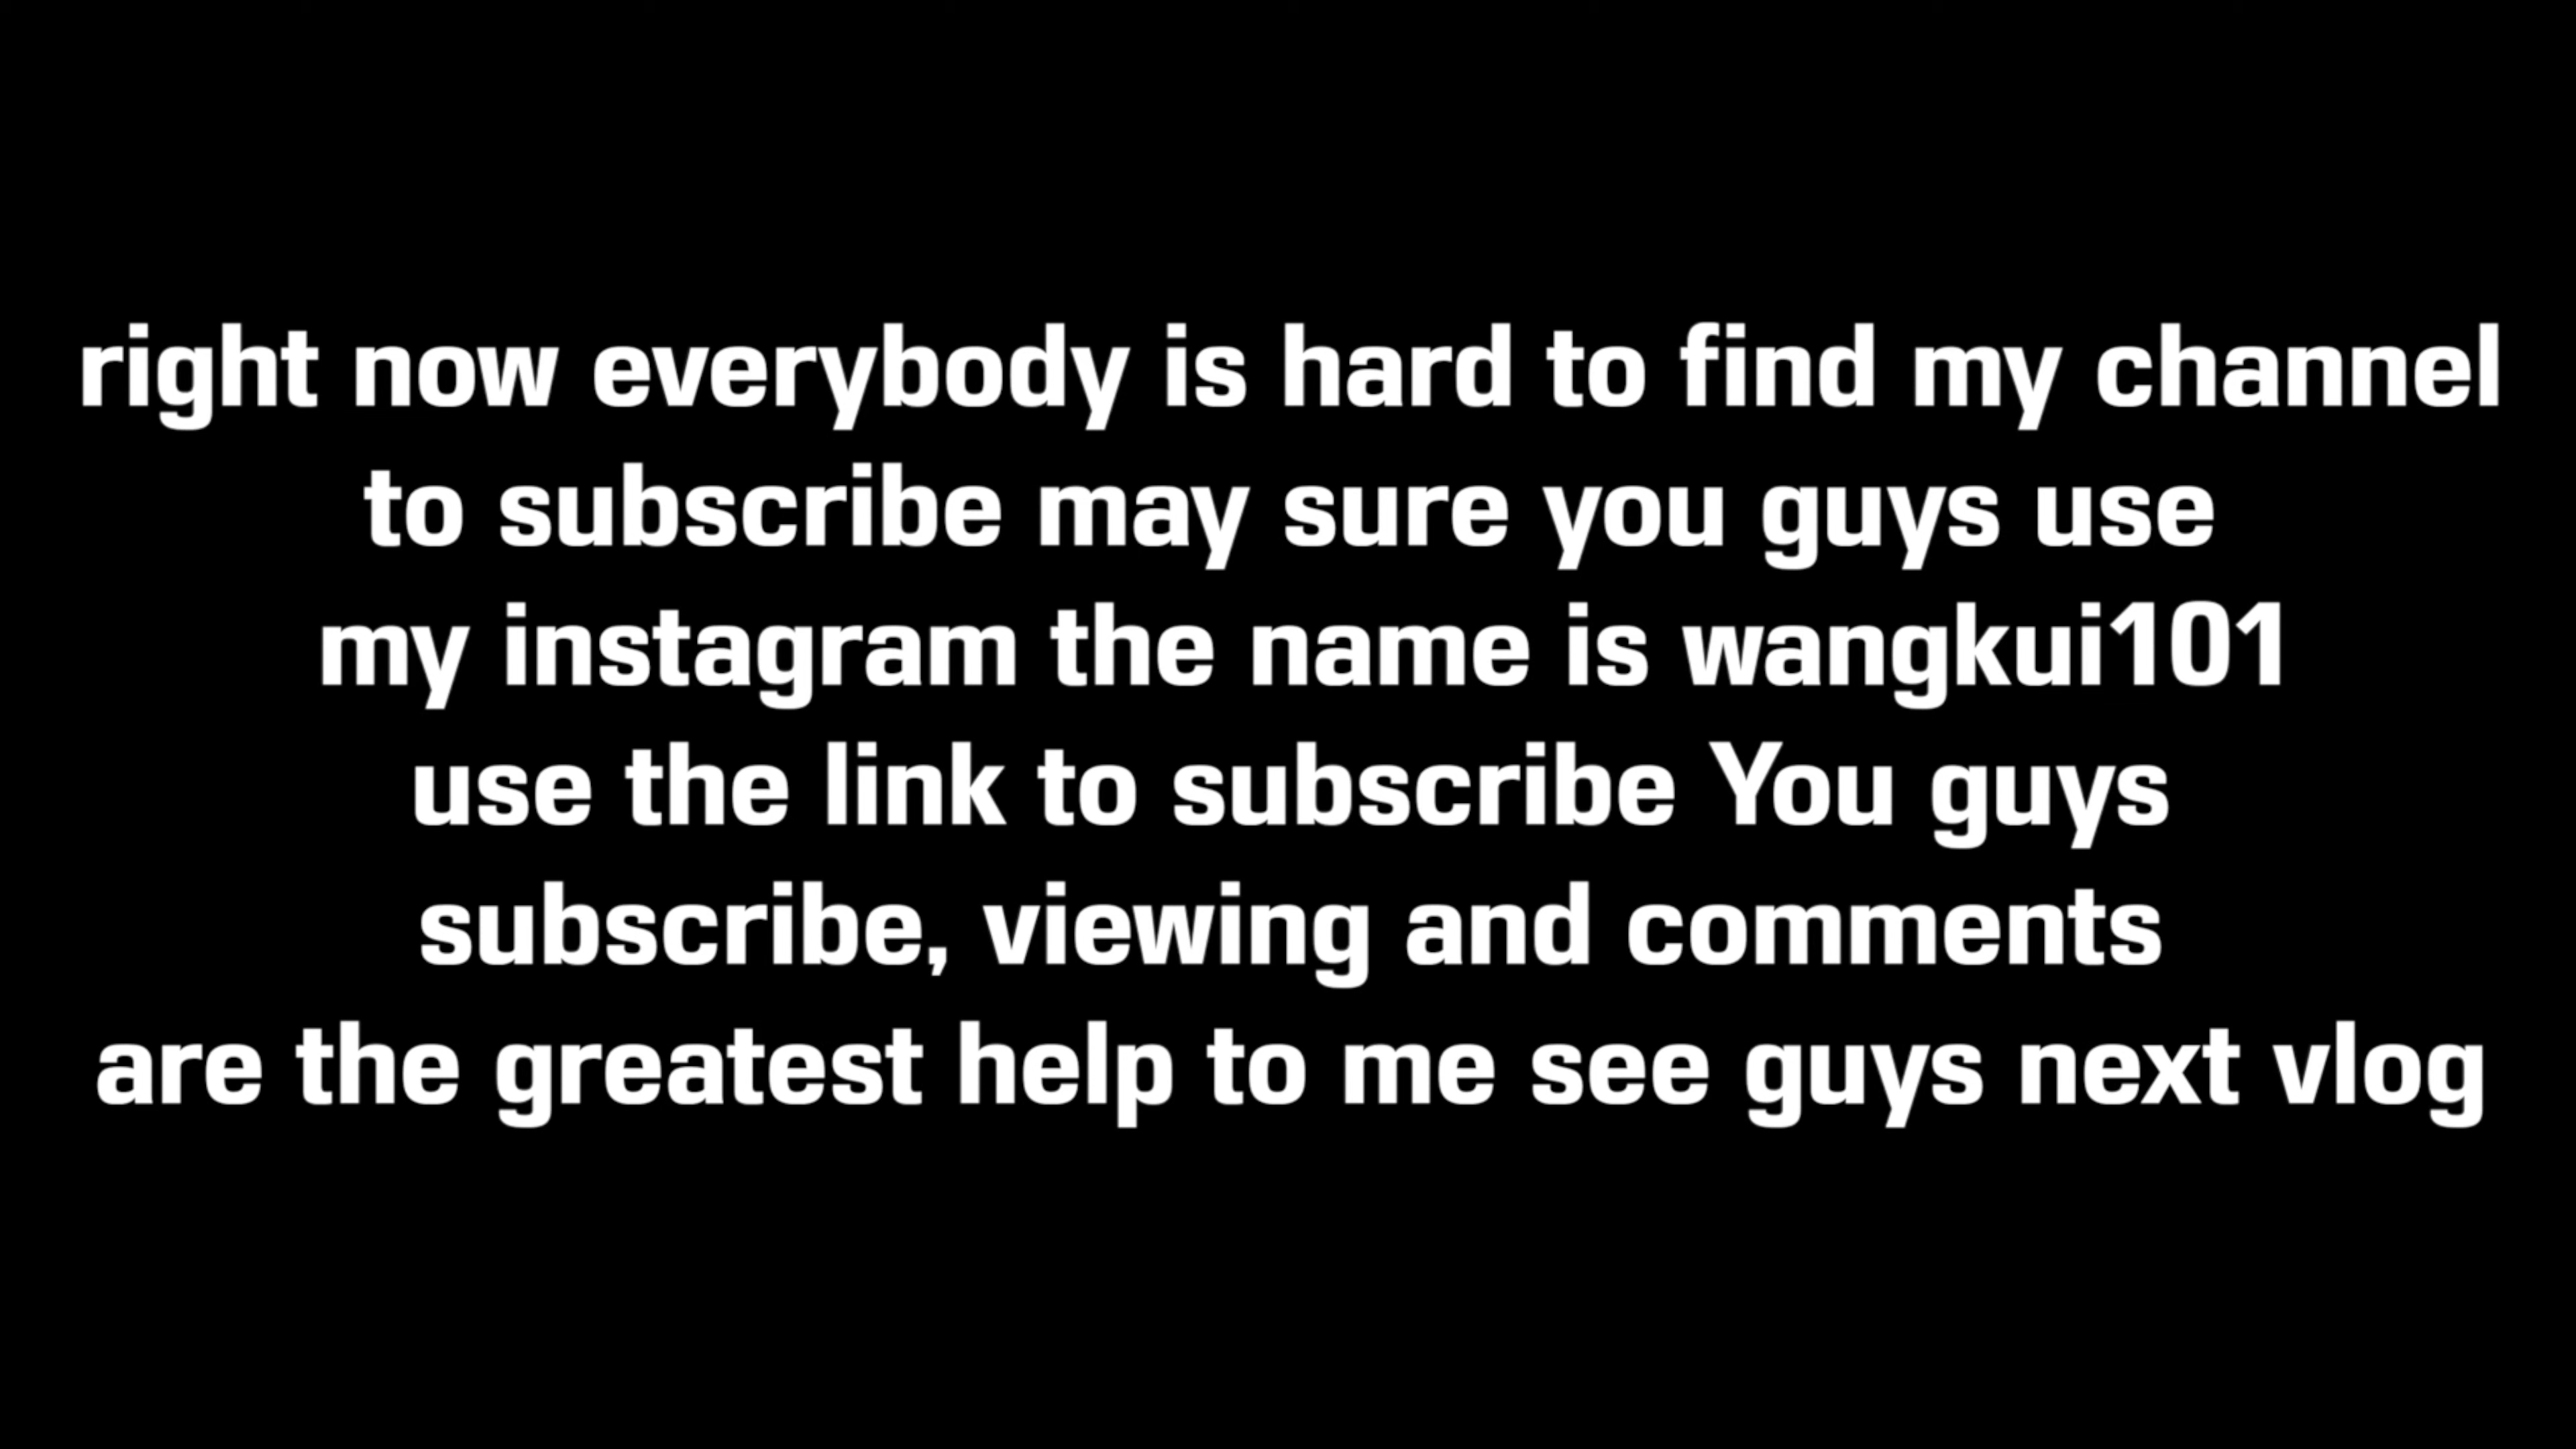 right now everybody is hard to find my channel
to subscribe may sure you guys use
my instagram the name is wangkui101
use the link to subscribe You guys
subscribe, viewing and comments
are the greatest help to me see guys next vlog